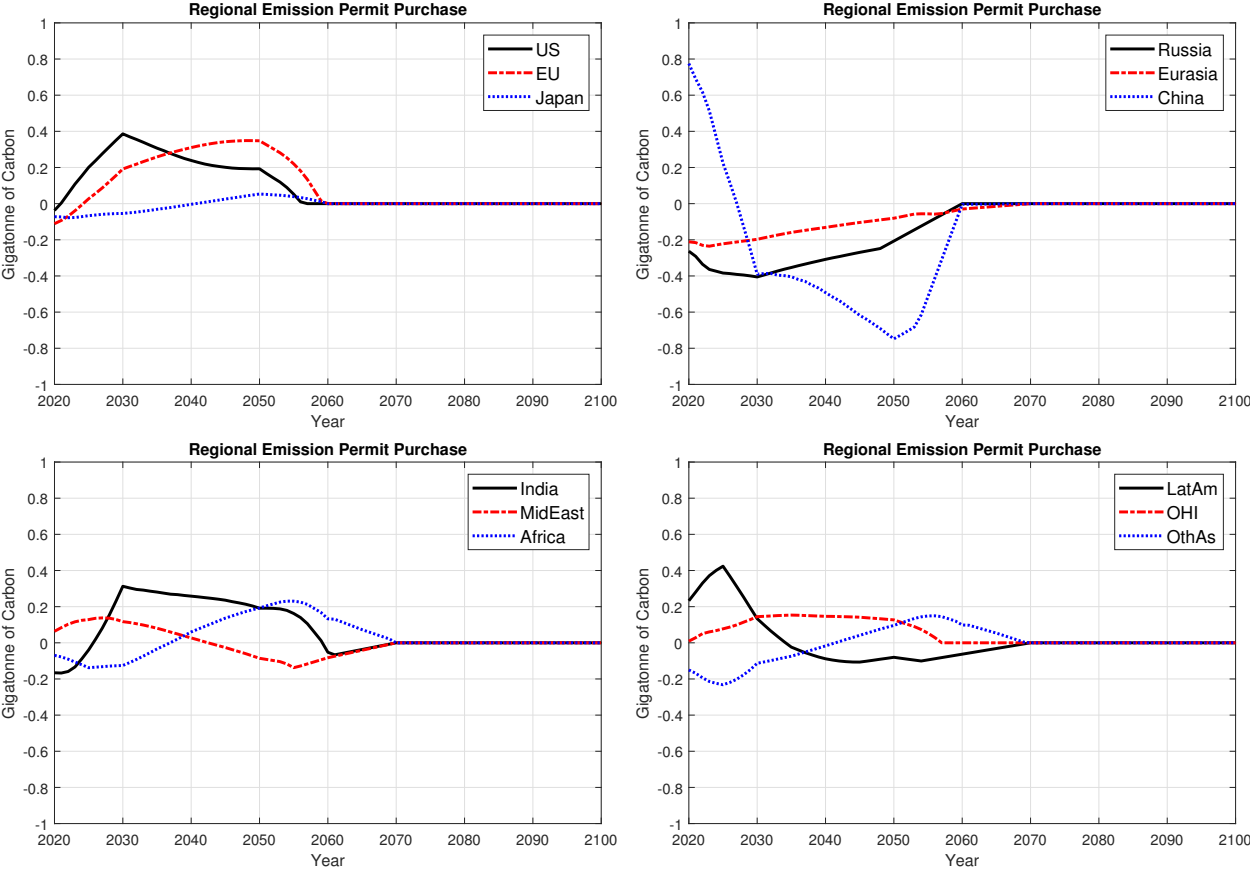 Regional Emission Permit Purchase
1
0.8
0.6
0.4
0.2
0
-0.2
-0.4
-0.6
-0.8
-1
Gigatonne of Carbon
US
EU
Japan
2020 2030 2040 2050 2060 2070 2080 2090 2100
Year
Regional Emission Permit Purchase
1
0.8
0.6
0.4
0.2
0
-0.2
-0.4
-0.6
-0.8
-1
Gigatonne of Carbon
Russia
Eurasia
China
2020 2030 2040 2050 2060 2070 2080 2090 2100
Year
Regional Emission Permit Purchase
1
0.8
0.6
0.4
0.2
0
-0.2
-0.4
-0.6
-0.8
-1
Gigatonne of Carbon
India
MidEast
Africa
2020 2030 2040 2050 2060 2070 2080 2090 2100
Year
Regional Emission Permit Purchase
1
0.8
0.6
0.4
0.2
0
-0.2
-0.4
-0.6
-0.8
-1
Gigatonne of Carbon
LatAm
OHI
OthAs
2020 2030 2040 2050 2060 2070 2080 2090 2100
Year